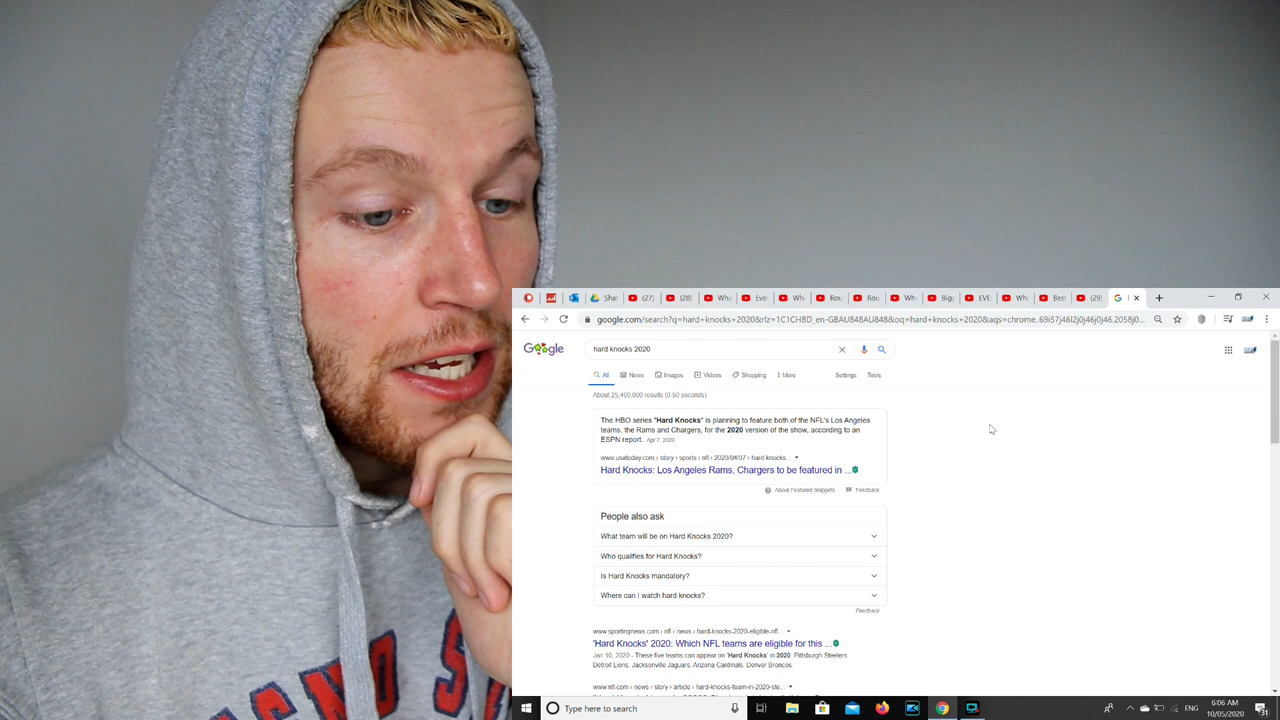 (27)
(28)
(29)
google.com/search?q=hard+knocks+2020&rlz=1C1CHBD_en-GBAU848AU848&oq=hard+knocks+2020&aqs=chrome..69i57j46l2j0j46j0j46.2058j0...
Google
hard knocks 2020
All News Images Videos Shopping More Settings Tools
About 25,400,000 results (0.50 seconds)
The HBO series "Hard Knocks" is planning to feature both of the NFL's Los Angeles
teams, the Rams and Chargers, for the 2020 version of the show, according to an
ESPN report. Apr 7, 2020
www.usatoday.com › story › sports › nfl › 2020/04/07 › hard-knocks...
Hard Knocks: Los Angeles Rams, Chargers to be featured in ...
About Featured Snippets Feedback
People also ask
What team will be on Hard Knocks 2020?
Who qualifies for Hard Knocks?
Is Hard Knocks mandatory?
Where can I watch hard knocks?
Feedback
www.sportingnews.com › nfl › news › hard-knocks-2020-eligible-nfl...
'Hard Knocks' 2020: Which NFL teams are eligible for this ...
Jan 10, 2020 - These five teams can appear on 'Hard Knocks' in 2020. Pittsburgh Steelers.
Detroit Lions. Jacksonville Jaguars. Arizona Cardinals. Denver Broncos.
www.nfl.com › news › story › article › hard-knocks-team-in-2020-ste...
Type here to search
ENG
6:06 AM
10/05/2020
31